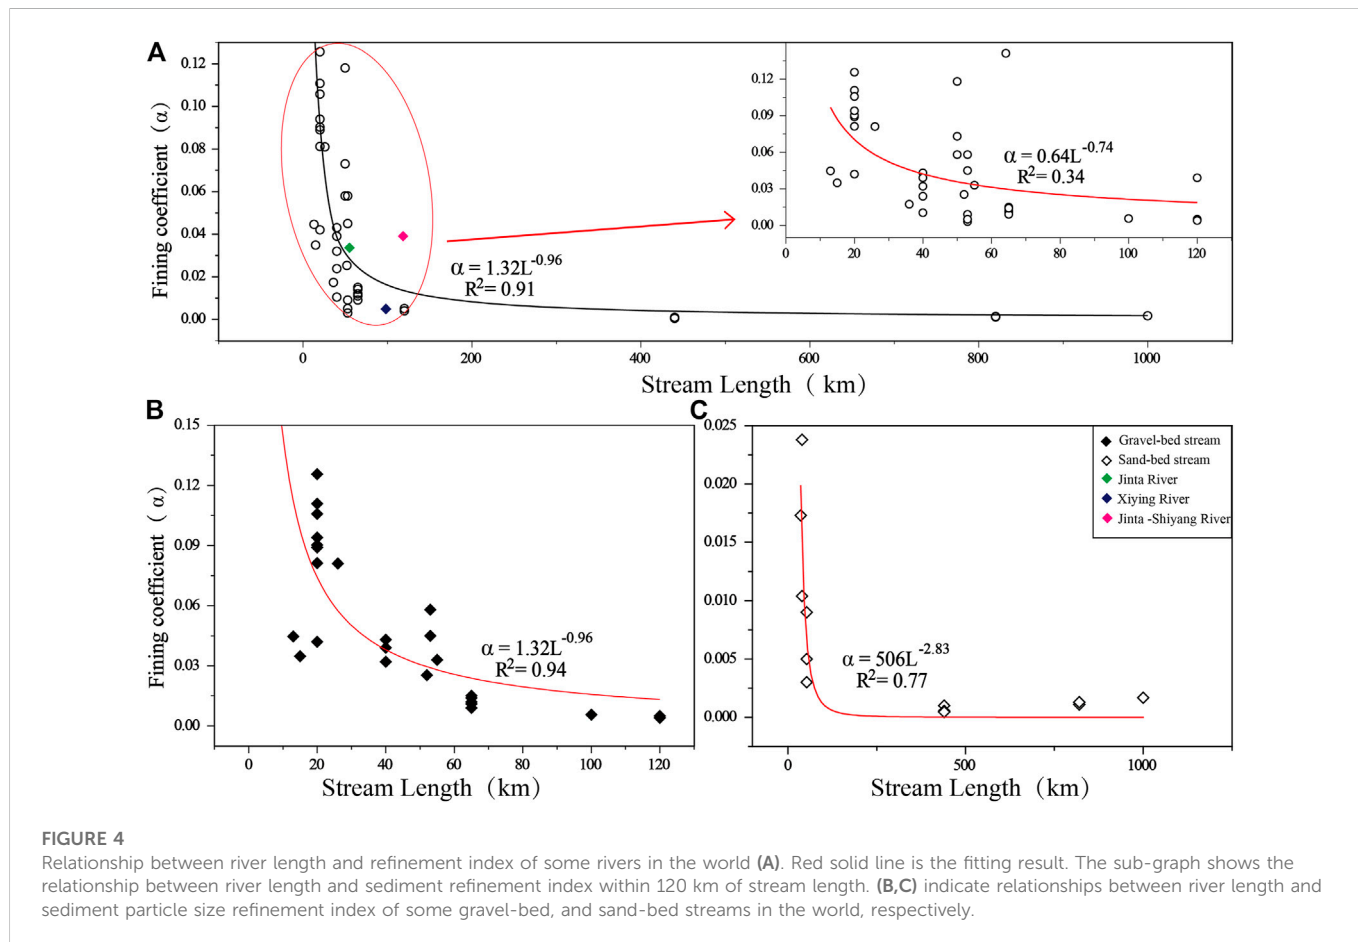 A
Fining coefficient (α)
0.12
0.10
0.08
0.06
0.04
0.02
0.00
0
200
400
600
800
1000
Stream Length ( km)
α = 1.32L^-0.96
R²= 0.91
0.12
0.09
0.06
0.03
0.00
0
20
40
60
80
100
120
α = 0.64L^-0.74
R²= 0.34
B
Fining coefficient (α)
0.15
0.12
0.09
0.06
0.03
0.00
0
20
40
60
80
100
120
Stream Length (km)
α = 1.32L^-0.96
R²= 0.94
C
0.025
0.020
0.015
0.010
0.005
0.000
0
500
1000
Stream Length (km)
α = 506L^-2.83
R²= 0.77
Gravel-bed stream
Sand-bed stream
Jinta River
Xiying River
Jinta -Shiyang River
FIGURE 4
Relationship between river length and refinement index of some rivers in the world (A). Red solid line is the fitting result. The sub-graph shows the
relationship between river length and sediment refinement index within 120 km of stream length. (B,C) indicate relationships between river length and
sediment particle size refinement index of some gravel-bed, and sand-bed streams in the world, respectively.